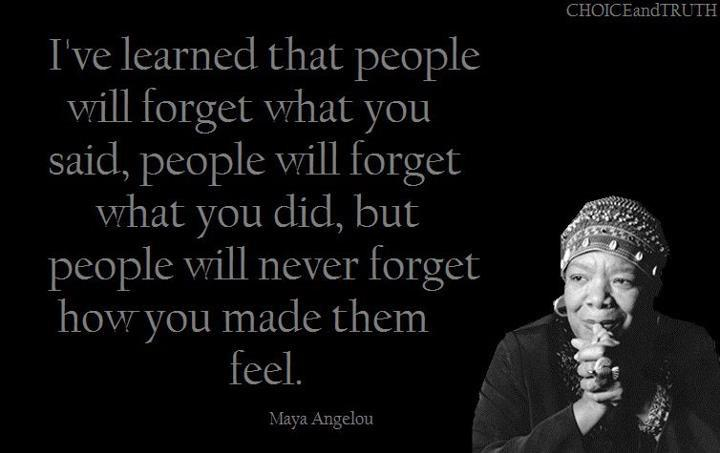 CHOICEandTRUTH
I've learned that people
will forget what you
said, people will forget
what you did, but
people will never forget
how you made them
feel.
Maya Angelou